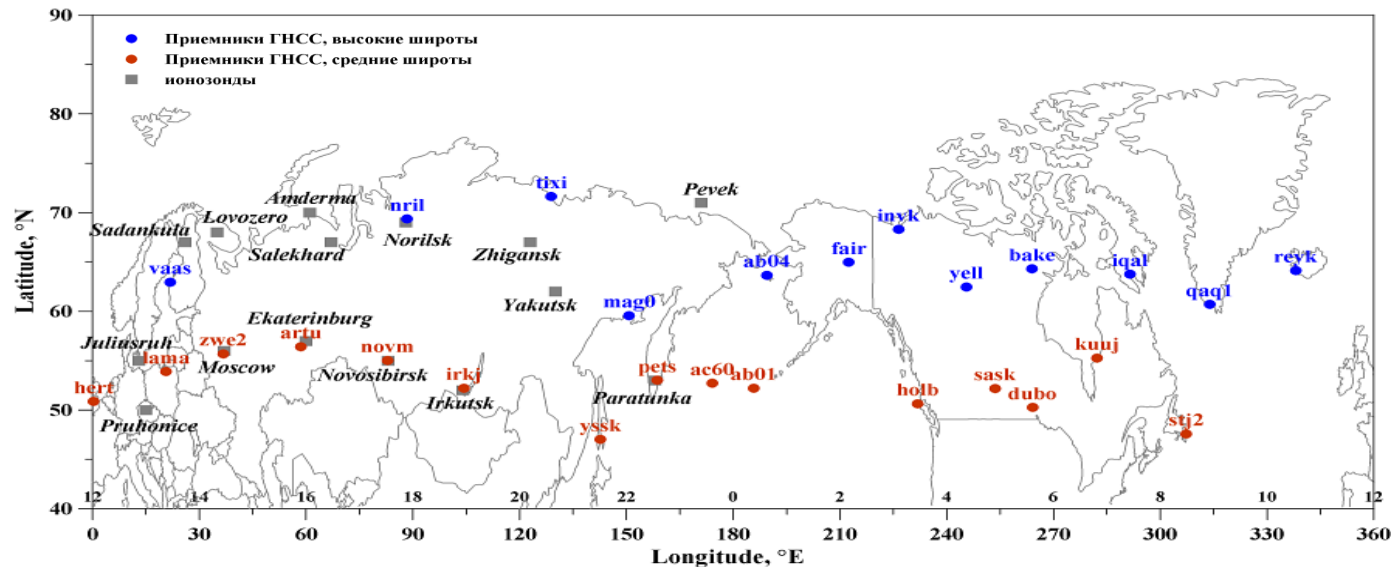 90
80
70
60
50
40
Latitude, °N
Приемники ГНСС, высокие широты
Приемники ГНСС, средние широты
ионозонды
tixi
Pevek
Amderma
nril
Lovozero
Norilsk
invk
Sadankula
Salekhard
Zhigansk
fair
bake
reyk
vaas
ab04
yell
iqal
Yakutsk
mag0
qaq1
Ekaterinburg
Juliusruh
zwe2
artu
kuuj
lama
Moscow
novm
Novosibirsk
irkj
pets
ac60
ab01
sask
hert
Irkutsk
Paratunka
holb
dubo
Pruhonice
yssk
stj2
12 14 16 18 20 22 0 2 4 6 8 10 12
0 30 60 90 120 150 180 210 240 270 300 330 360
Longitude, °E